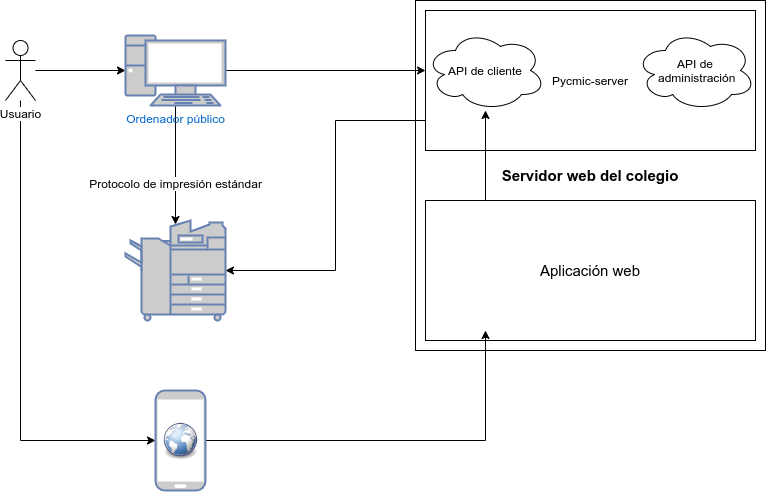 API de cliente
API de
administración
Pycmic-server
Usuario
Ordenador público
Protocolo de impresión estándar
Servidor web del colegio
Aplicación web